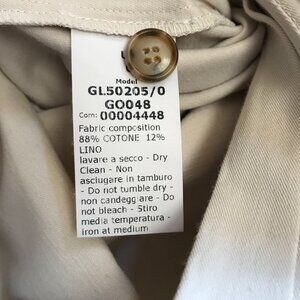 Model
GL50205/0
GO048
Com: 00004448
Fabric composition
88% COTONE 12%
LINO
lavare a secco - Dry
Clean - Non
asciugare in tamburo
- Do not tumble dry -
non candeggiare - Do
not bleach - Stiro
media temperatura -
iron at medium